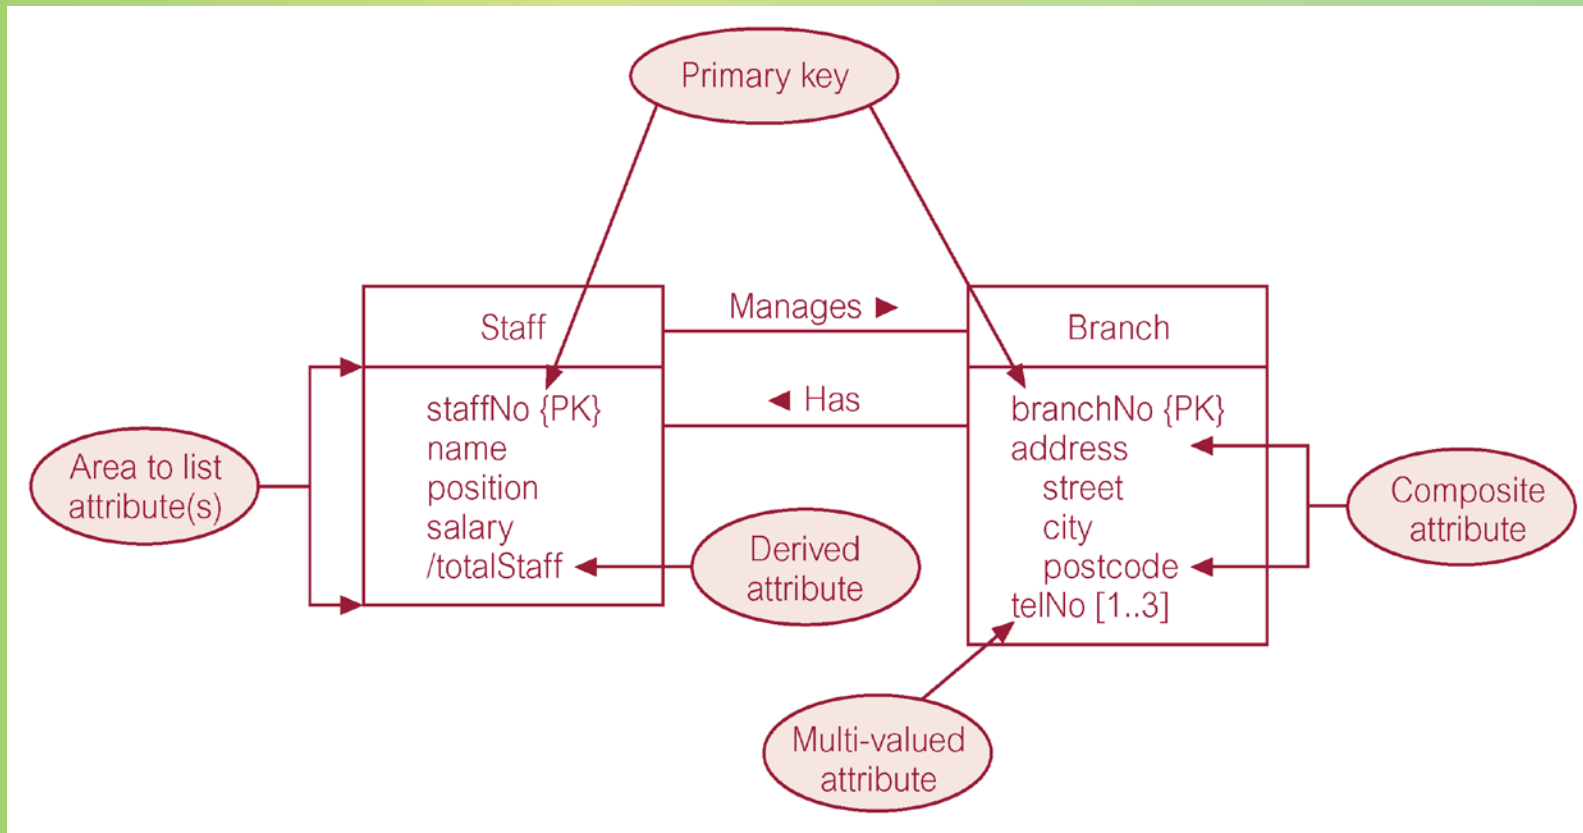 Primary key
Staff
Manages ►
Branch
◄ Has
staffNo {PK}
name
position
salary
/totalStaff
branchNo {PK}
address
street
city
postcode
telNo [1..3]
Area to list
attribute(s)
Derived
attribute
Composite
attribute
Multi-valued
attribute